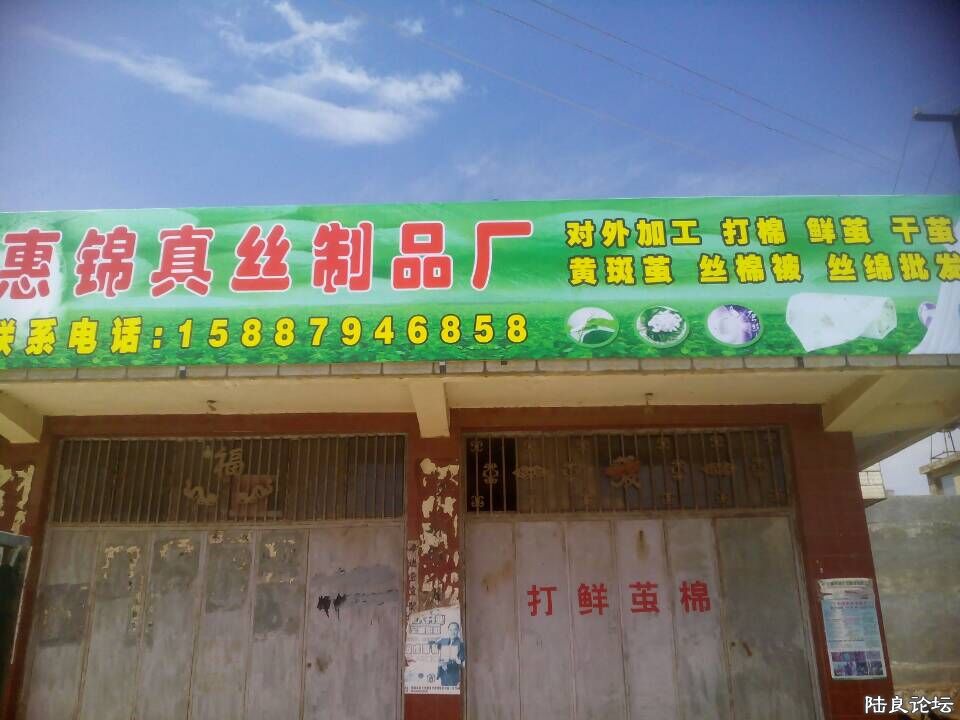 惠锦真丝制品厂
对外加工 打棉 鲜茧 干茧
黄斑茧 丝棉被 丝绵批发
联系电话:15887946858
福
打鲜茧棉
陆良论坛